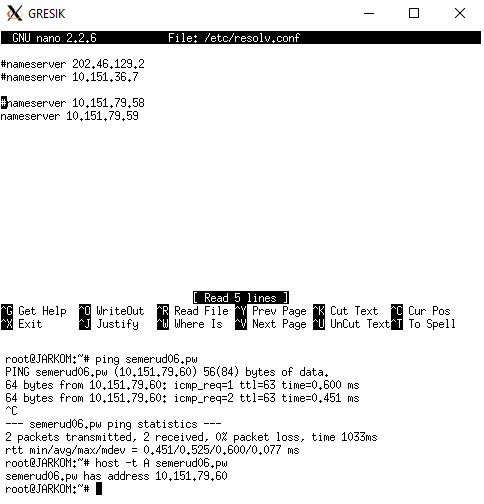 GRESIK
GNU nano 2.2.6 File: /etc/resolv.conf
#nameserver 202.46.129.2
#nameserver 10.151.36.7
#nameserver 10.151.79.58
nameserver 10.151.79.59
[ Read 5 lines ]
^G Get Help ^O WriteOut ^R Read File ^Y Prev Page ^K Cut Text ^C Cur Pos
^X Exit ^J Justify ^W Where Is ^V Next Page ^U UnCut Text ^T To Spell
root@JARKOM:~# ping semerud06.pw
PING semerud06.pw (10.151.79.60) 56(84) bytes of data.
64 bytes from 10.151.79.60: icmp_req=1 ttl=63 time=0.600 ms
64 bytes from 10.151.79.60: icmp_req=2 ttl=63 time=0.451 ms
^C
--- semerud06.pw ping statistics ---
2 packets transmitted, 2 received, 0% packet loss, time 1033ms
rtt min/avg/max/mdev = 0.451/0.525/0.600/0.077 ms
root@JARKOM:~# host -t A semerud06.pw
semerud06.pw has address 10.151.79.60
root@JARKOM:~#